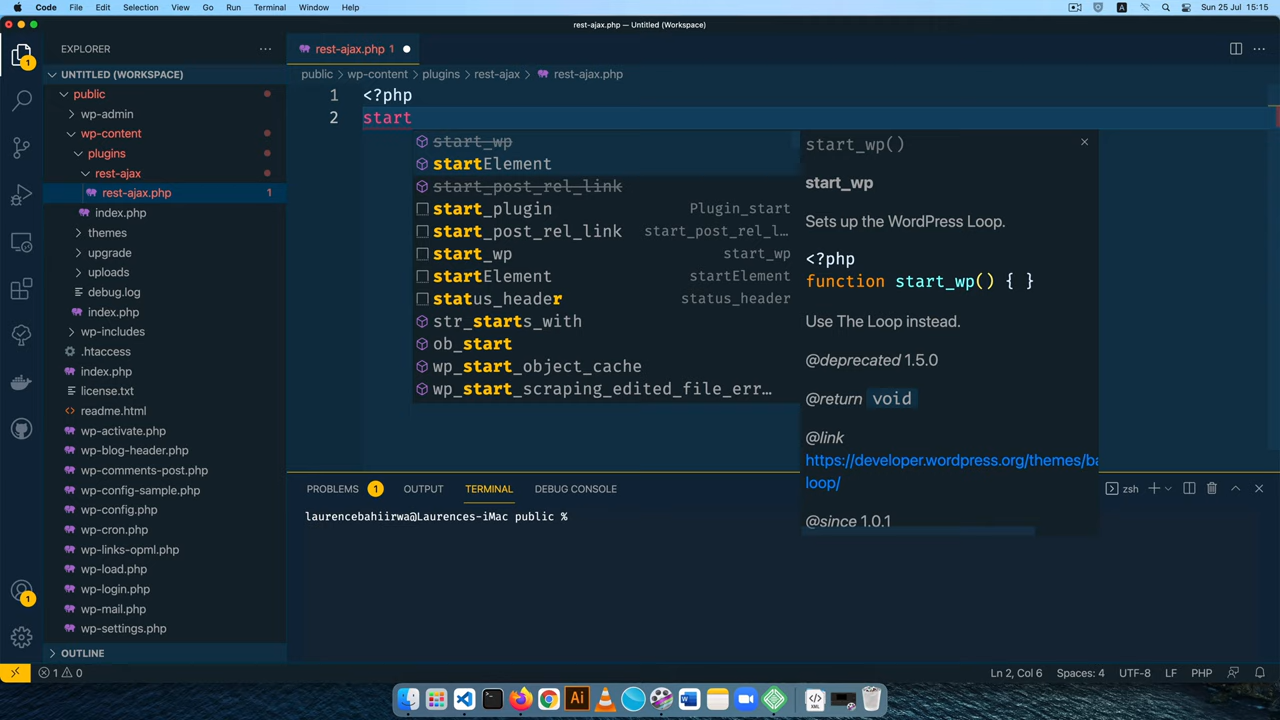 Code File Edit Selection View Go Run Terminal Window Help
A Sun 25 Jul 15:15
rest-ajax.php — Untitled (Workspace)
EXPLORER
rest-ajax.php 1
1
UNTITLED (WORKSPACE)
public
wp-admin
wp-content
plugins
rest-ajax
rest-ajax.php 1
index.php
themes
upgrade
uploads
debug.log
index.php
wp-includes
.htaccess
index.php
license.txt
readme.html
wp-activate.php
wp-blog-header.php
wp-comments-post.php
wp-config-sample.php
wp-config.php
wp-cron.php
wp-links-opml.php
wp-load.php
wp-login.php
wp-mail.php
wp-settings.php
OUTLINE
1
public > wp-content > plugins > rest-ajax > rest-ajax.php
1 <?php
2 start
start_wp
startElement
start_post_rel_link
start_plugin Plugin_start
start_post_rel_link start_post_rel_l…
start_wp start_wp
startElement startElement
status_header status_header
str_starts_with
ob_start
wp_start_object_cache
wp_start_scraping_edited_file_err…
start_wp()
start_wp
Sets up the WordPress Loop.
<?php
function start_wp() { }
Use The Loop instead.
@deprecated 1.5.0
@return void
@link
https://developer.wordpress.org/themes/ba
loop/
@since 1.0.1
PROBLEMS 1 OUTPUT TERMINAL DEBUG CONSOLE
zsh
laurencebahiirwa@Laurences-iMac public %
1 0
Ln 2, Col 6 Spaces: 4 UTF-8 LF PHP
Ai
W
XML